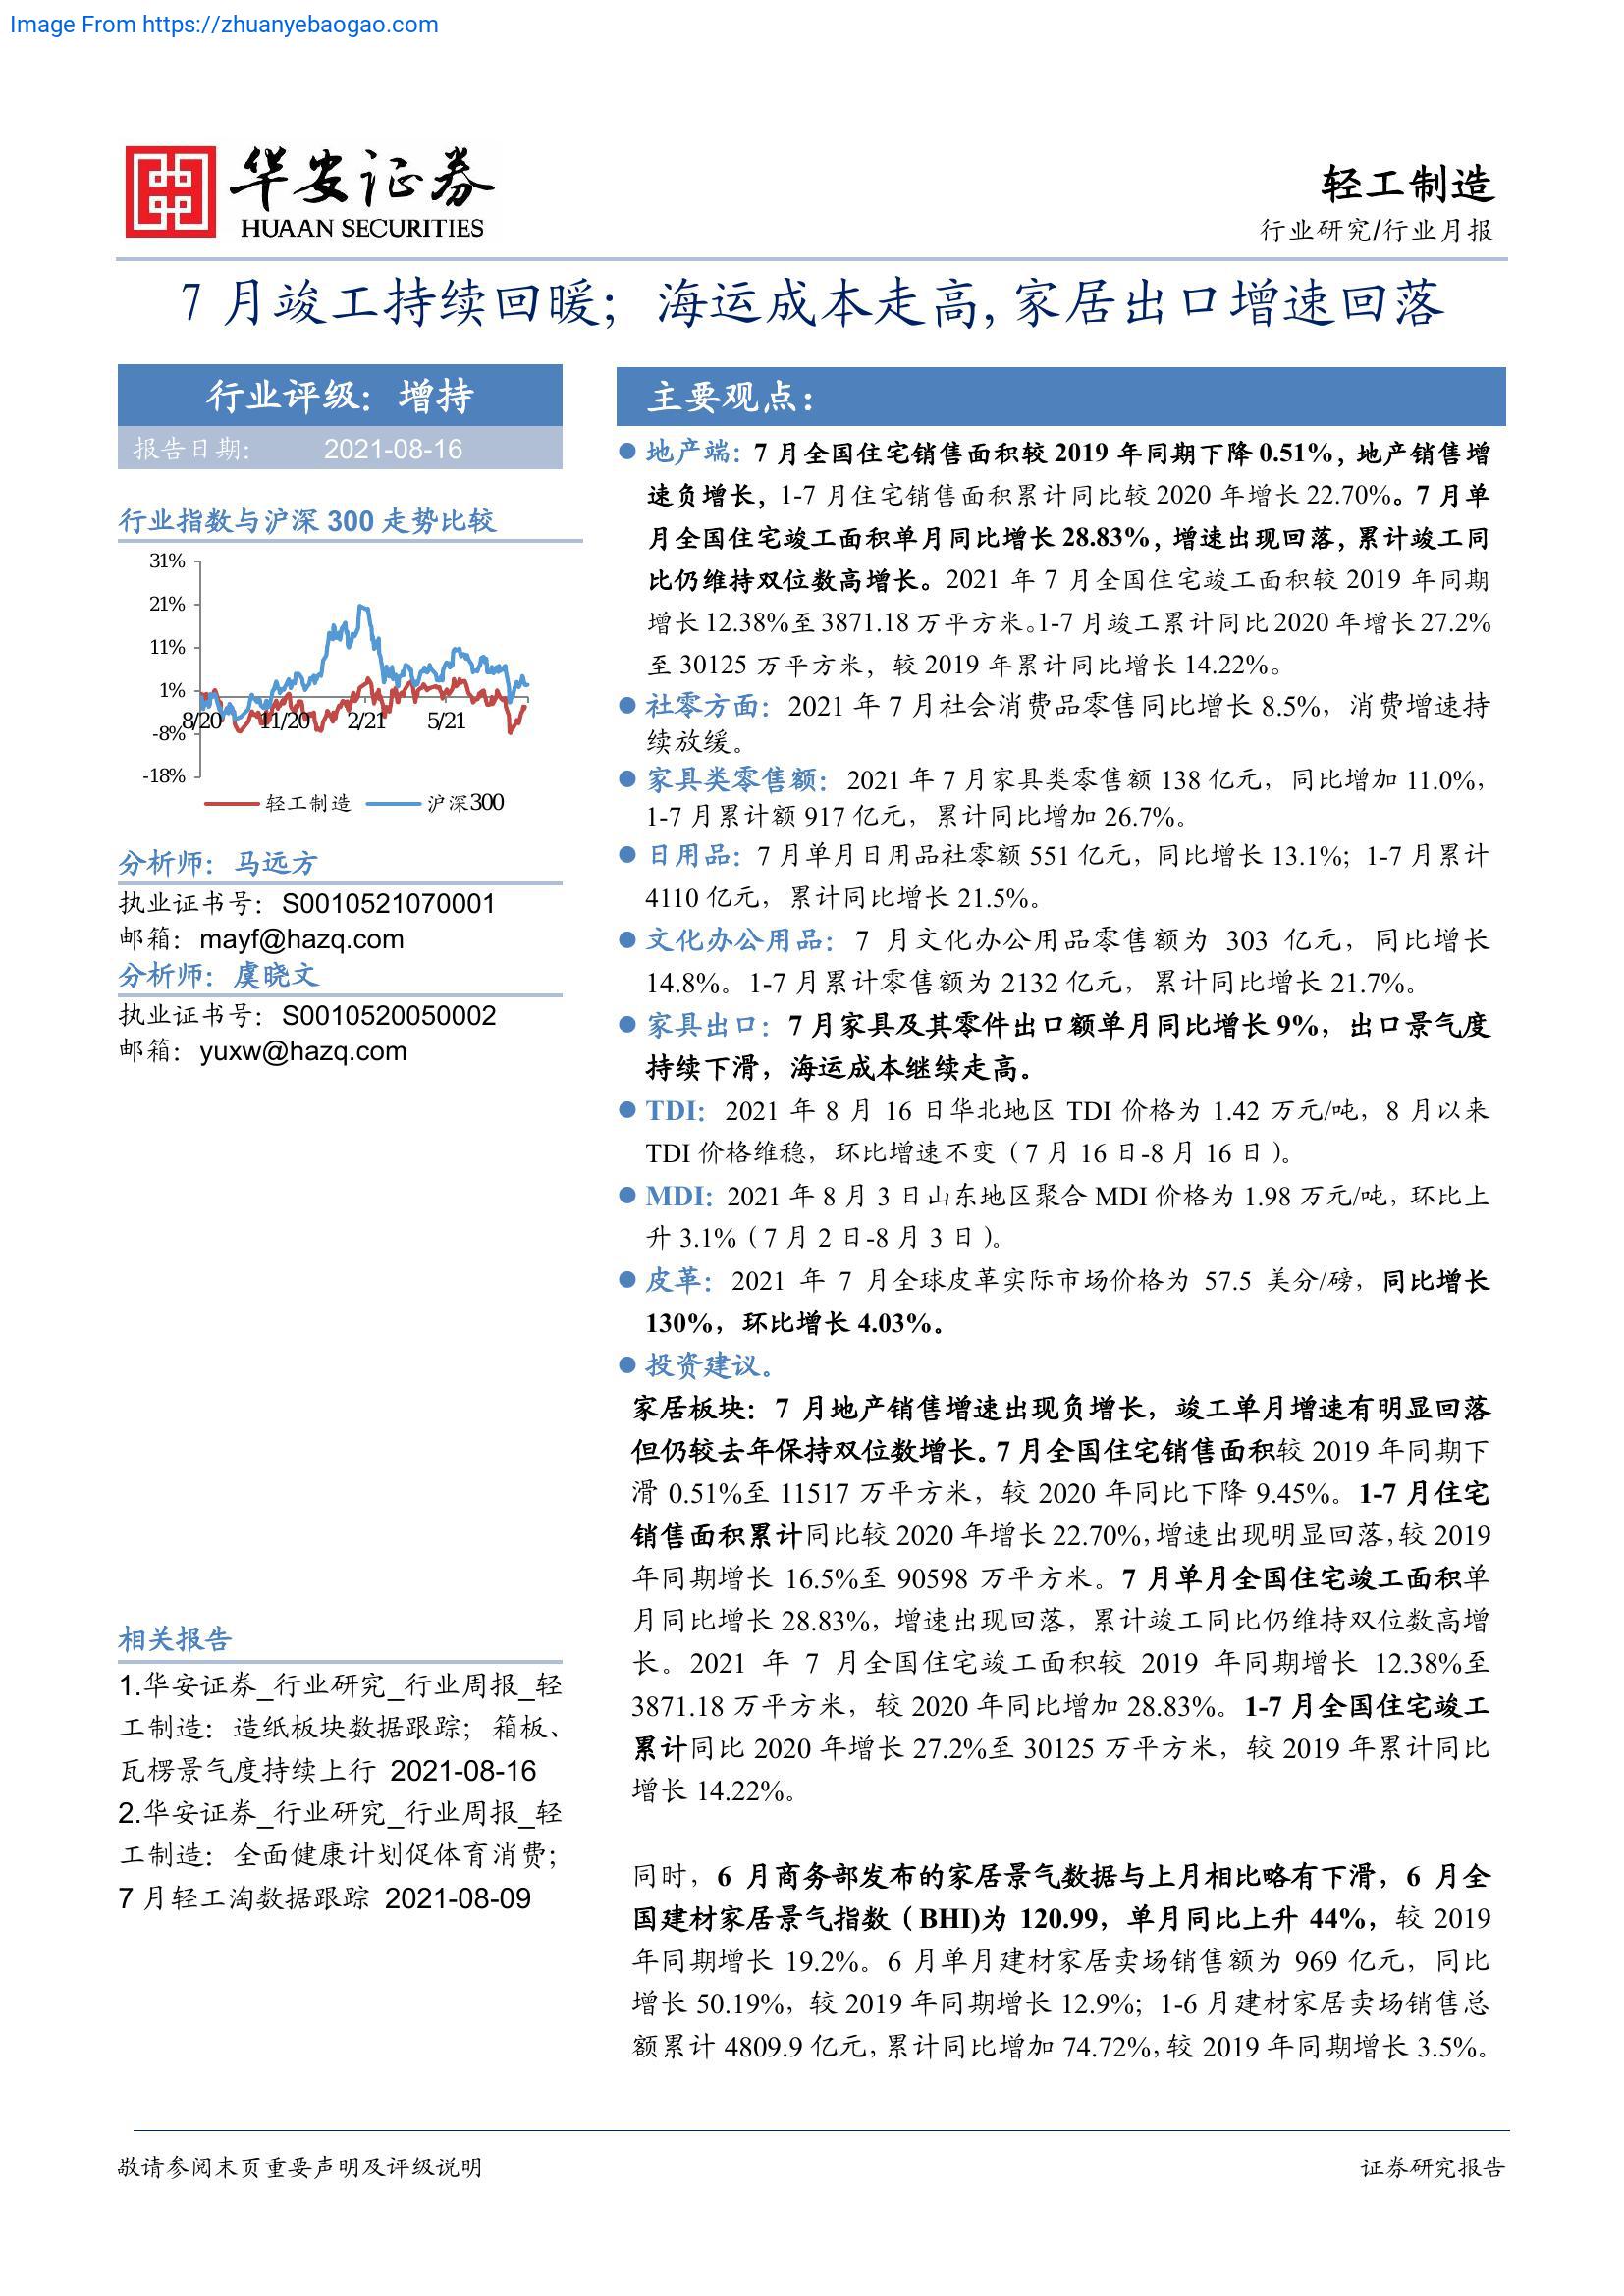 Image From https://zhuanyebaogao.com
华安证券
HUAAN SECURITIES
轻工制造
行业研究/行业月报
7 月竣工持续回暖；海运成本走高,家居出口增速回落
行业评级：增持
报告日期： 2021-08-16
行业指数与沪深 300 走势比较
31%
21%
11%
1%
-8%
-18%
8/20 11/20 2/21 5/21
轻工制造 沪深300
分析师：马远方
执业证书号：S0010521070001
邮箱：mayf@hazq.com
分析师：虞晓文
执业证书号：S0010520050002
邮箱：yuxw@hazq.com
相关报告
1.华安证券_行业研究_行业周报_轻
工制造：造纸板块数据跟踪；箱板、
瓦楞景气度持续上行 2021-08-16
2.华安证券_行业研究_行业周报_轻
工制造：全面健康计划促体育消费；
7 月轻工淘数据跟踪 2021-08-09
主要观点：
● 地产端：7 月全国住宅销售面积较 2019 年同期下降 0.51%，地产销售增
速负增长，1-7 月住宅销售面积累计同比较 2020 年增长 22.70%。7 月单
月全国住宅竣工面积单月同比增长 28.83%，增速出现回落，累计竣工同
比仍维持双位数高增长。2021 年 7 月全国住宅竣工面积较 2019 年同期
增长 12.38%至 3871.18 万平方米。1-7 月竣工累计同比 2020 年增长 27.2%
至 30125 万平方米，较 2019 年累计同比增长 14.22%。
● 社零方面：2021 年 7 月社会消费品零售同比增长 8.5%，消费增速持
续放缓。
● 家具类零售额：2021 年 7 月家具类零售额 138 亿元，同比增加 11.0%，
1-7 月累计额 917 亿元，累计同比增加 26.7%。
● 日用品：7 月单月日用品社零额 551 亿元，同比增长 13.1%；1-7 月累计
4110 亿元，累计同比增长 21.5%。
● 文化办公用品：7 月文化办公用品零售额为 303 亿元，同比增长
14.8%。1-7 月累计零售额为 2132 亿元，累计同比增长 21.7%。
● 家具出口：7 月家具及其零件出口额单月同比增长 9%，出口景气度
持续下滑，海运成本继续走高。
● TDI：2021 年 8 月 16 日华北地区 TDI 价格为 1.42 万元/吨，8 月以来
TDI 价格维稳，环比增速不变（7 月 16 日-8 月 16 日）。
● MDI：2021 年 8 月 3 日山东地区聚合 MDI 价格为 1.98 万元/吨，环比上
升 3.1%（7 月 2 日-8 月 3 日）。
● 皮革：2021 年 7 月全球皮革实际市场价格为 57.5 美分/磅，同比增长
130%，环比增长 4.03%。
● 投资建议。
家居板块：7 月地产销售增速出现负增长，竣工单月增速有明显回落
但仍较去年保持双位数增长。7 月全国住宅销售面积较 2019 年同期下
滑 0.51%至 11517 万平方米，较 2020 年同比下降 9.45%。1-7 月住宅
销售面积累计同比较 2020 年增长 22.70%，增速出现明显回落，较 2019
年同期增长 16.5%至 90598 万平方米。7 月单月全国住宅竣工面积单
月同比增长 28.83%，增速出现回落，累计竣工同比仍维持双位数高增
长。2021 年 7 月全国住宅竣工面积较 2019 年同期增长 12.38%至
3871.18 万平方米，较 2020 年同比增加 28.83%。1-7 月全国住宅竣工
累计同比 2020 年增长 27.2%至 30125 万平方米，较 2019 年累计同比
增长 14.22%。
同时，6 月商务部发布的家居景气数据与上月相比略有下滑，6 月全
国建材家居景气指数（BHI)为 120.99，单月同比上升 44%，较 2019
年同期增长 19.2%。6 月单月建材家居卖场销售额为 969 亿元，同比
增长 50.19%，较 2019 年同期增长 12.9%；1-6 月建材家居卖场销售总
额累计 4809.9 亿元，累计同比增加 74.72%，较 2019 年同期增长 3.5%。
敬请参阅末页重要声明及评级说明
证券研究报告